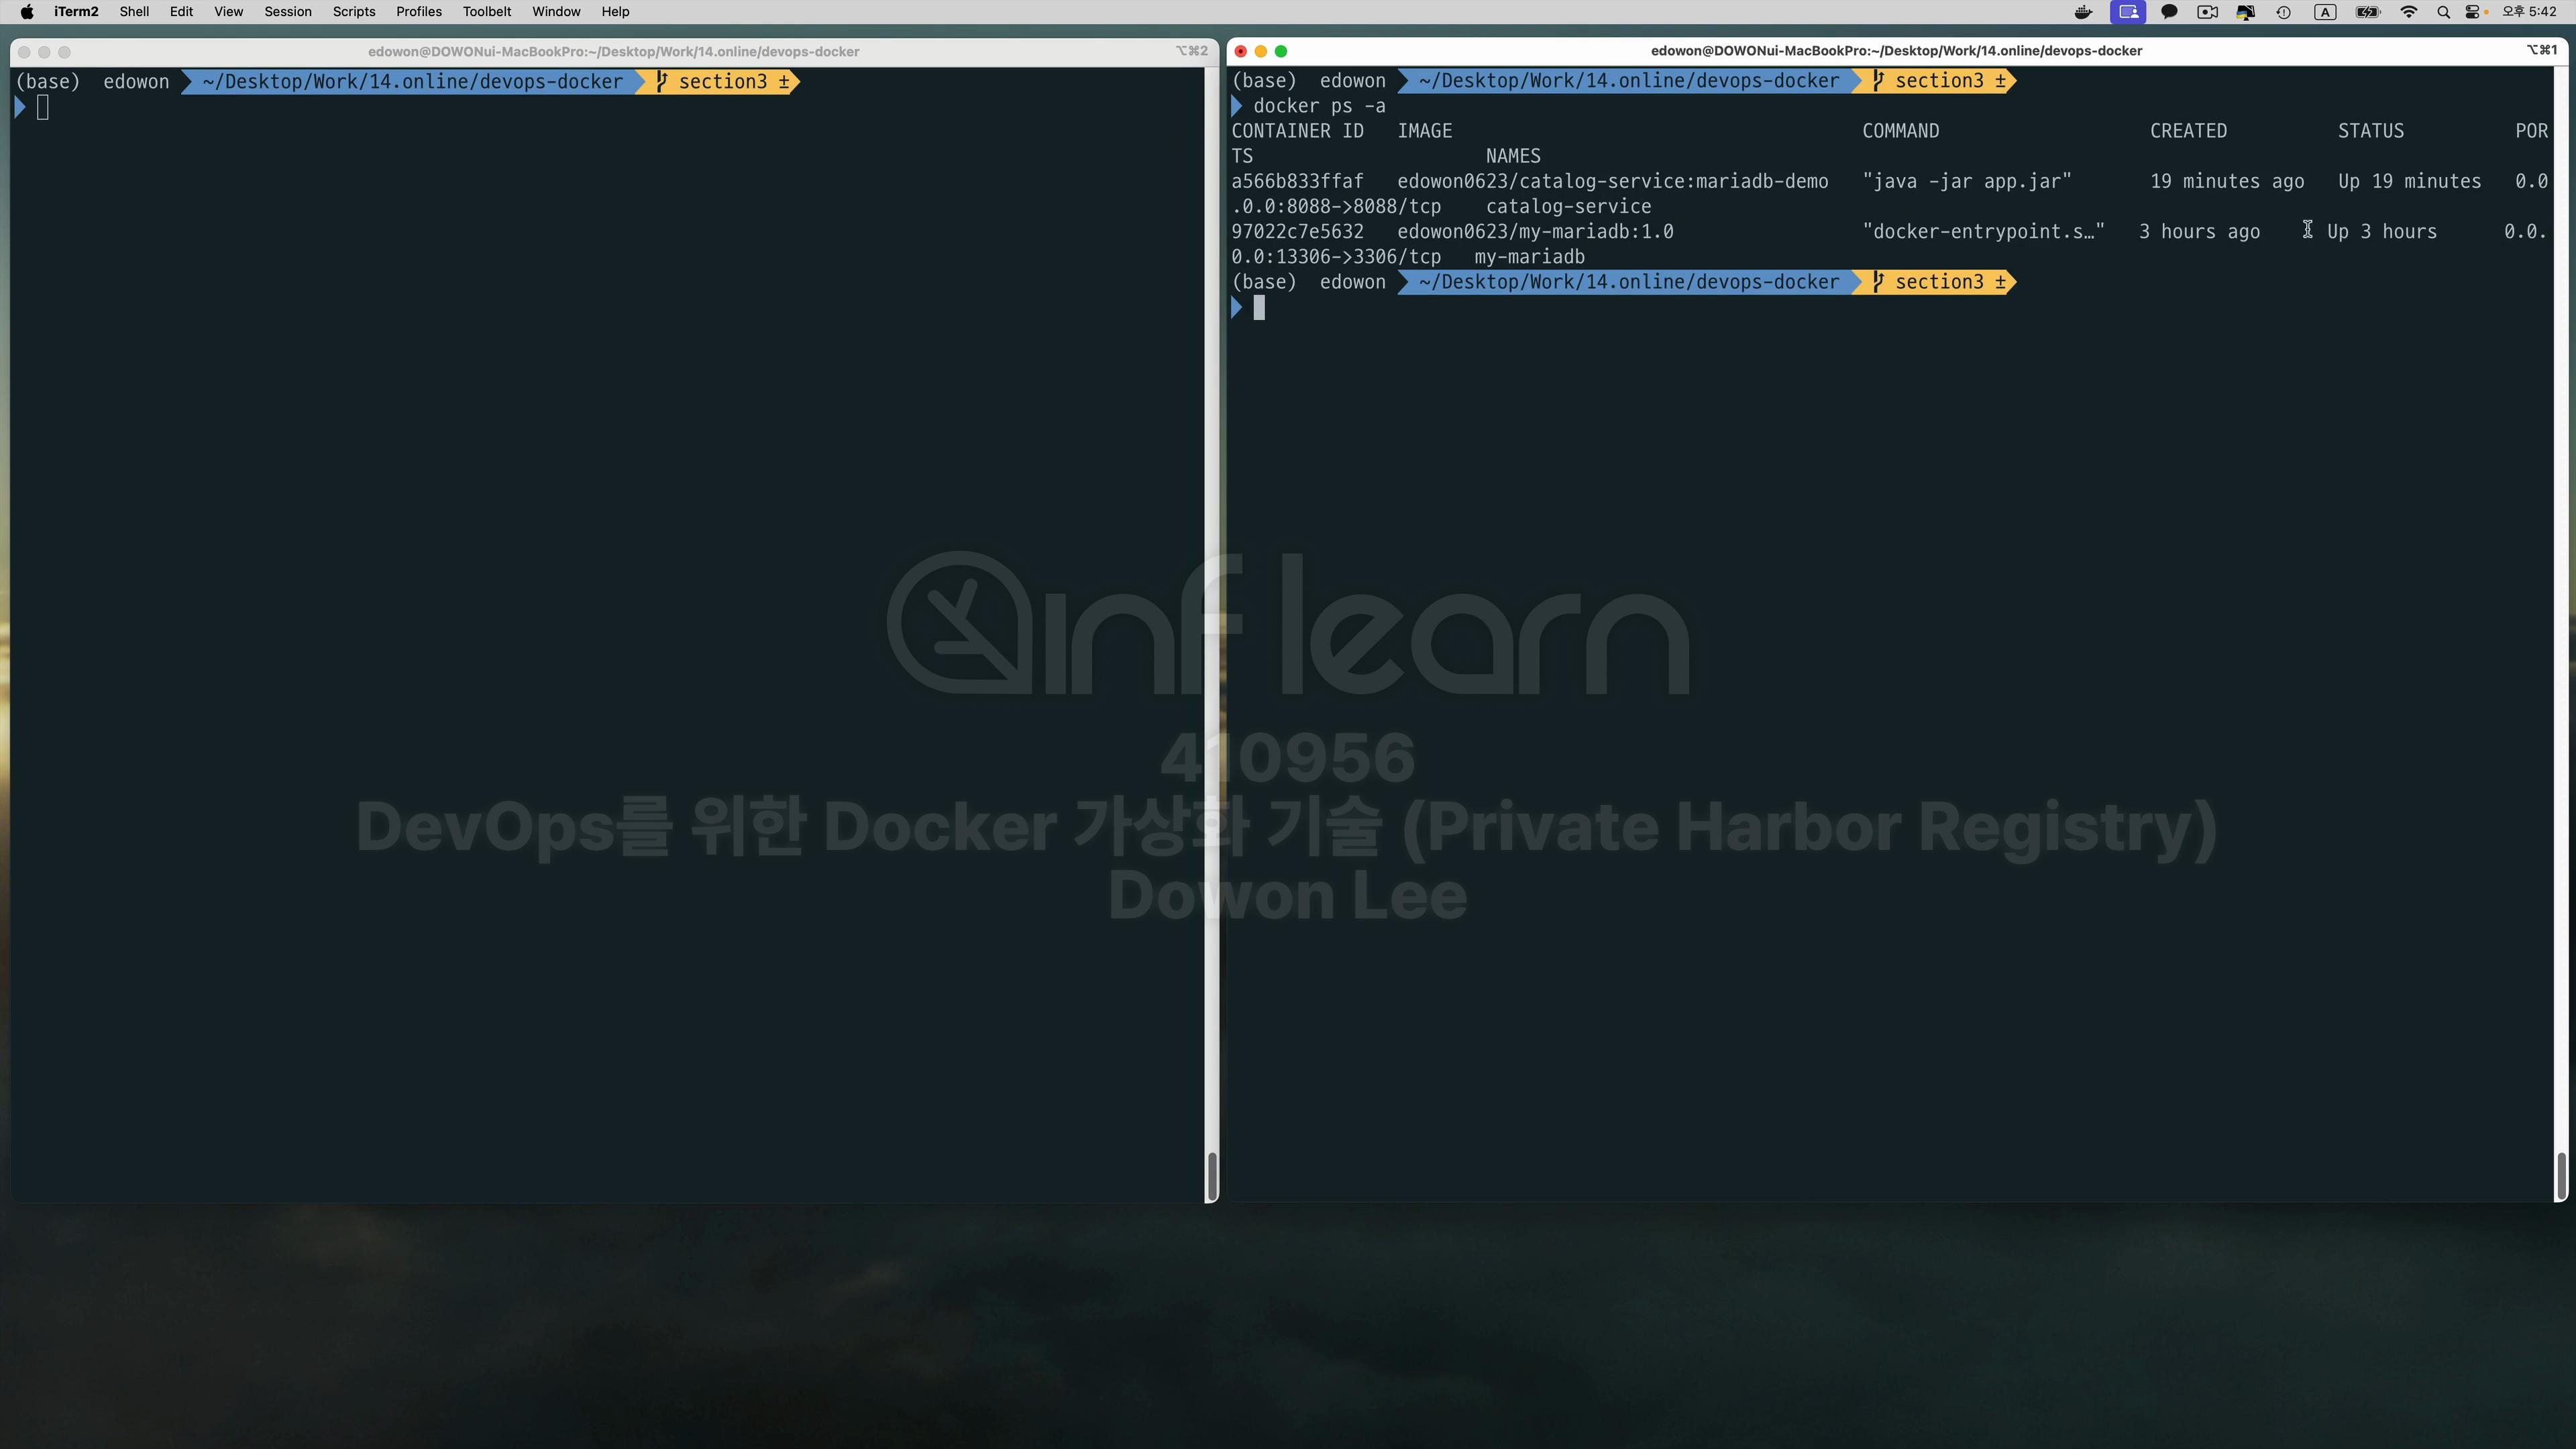 iTerm2 Shell Edit View Session Scripts Profiles Toolbelt Window Help
A 오후 5:42
edowon@DOWONui-MacBookPro:~/Desktop/Work/14.online/devops-docker ⌥⌘2
(base) edowon ~/Desktop/Work/14.online/devops-docker section3 ±
edowon@DOWONui-MacBookPro:~/Desktop/Work/14.online/devops-docker ⌥⌘1
(base) edowon ~/Desktop/Work/14.online/devops-docker section3 ±
docker ps -a
CONTAINER ID IMAGE COMMAND CREATED STATUS POR
TS NAMES
a566b833ffaf edowon0623/catalog-service:mariadb-demo "java -jar app.jar" 19 minutes ago Up 19 minutes 0.0
.0.0:8088->8088/tcp catalog-service
97022c7e5632 edowon0623/my-mariadb:1.0 "docker-entrypoint.s…" 3 hours ago Up 3 hours 0.0.
0.0:13306->3306/tcp my-mariadb
(base) edowon ~/Desktop/Work/14.online/devops-docker section3 ±
inflearn
410956
DevOps를 위한 Docker 가상화 기술 (Private Harbor Registry)
Dowon Lee